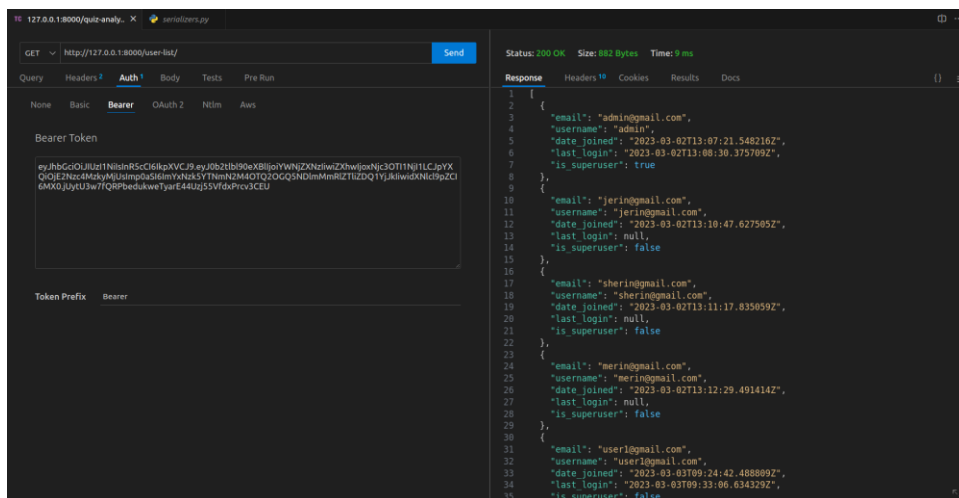 TC 127.0.0.1:8000/quiz-analy.. × serializers.py
GET http://127.0.0.1:8000/user-list/ Send
Query Headers 2 Auth 1 Body Tests Pre Run
None Basic Bearer OAuth 2 Ntlm Aws
Bearer Token
Token Prefix Bearer
Status: 200 OK Size: 882 Bytes Time: 9 ms
Response Headers 10 Cookies Results Docs {}
1 [
2 {
3 "email": "admin@gmail.com",
4 "username": "admin",
5 "date_joined": "2023-03-02T13:07:21.548216Z",
6 "last_login": "2023-03-02T13:08:30.375709Z",
7 "is_superuser": true
8 },
9 {
10 "email": "jerin@gmail.com",
11 "username": "jerin@gmail.com",
12 "date_joined": "2023-03-02T13:10:47.627505Z",
13 "last_login": null,
14 "is_superuser": false
15 },
16 {
17 "email": "sherin@gmail.com",
18 "username": "sherin@gmail.com",
19 "date_joined": "2023-03-02T13:11:17.835059Z",
20 "last_login": null,
21 "is_superuser": false
22 },
23 {
24 "email": "merin@gmail.com",
25 "username": "merin@gmail.com",
26 "date_joined": "2023-03-02T13:12:29.491414Z",
27 "last_login": null,
28 "is_superuser": false
29 },
30 {
31 "email": "user1@gmail.com",
32 "username": "user1@gmail.com",
33 "date_joined": "2023-03-03T09:24:42.488809Z",
34 "last_login": "2023-03-03T09:33:06.634329Z",
35 "is_superuser": false